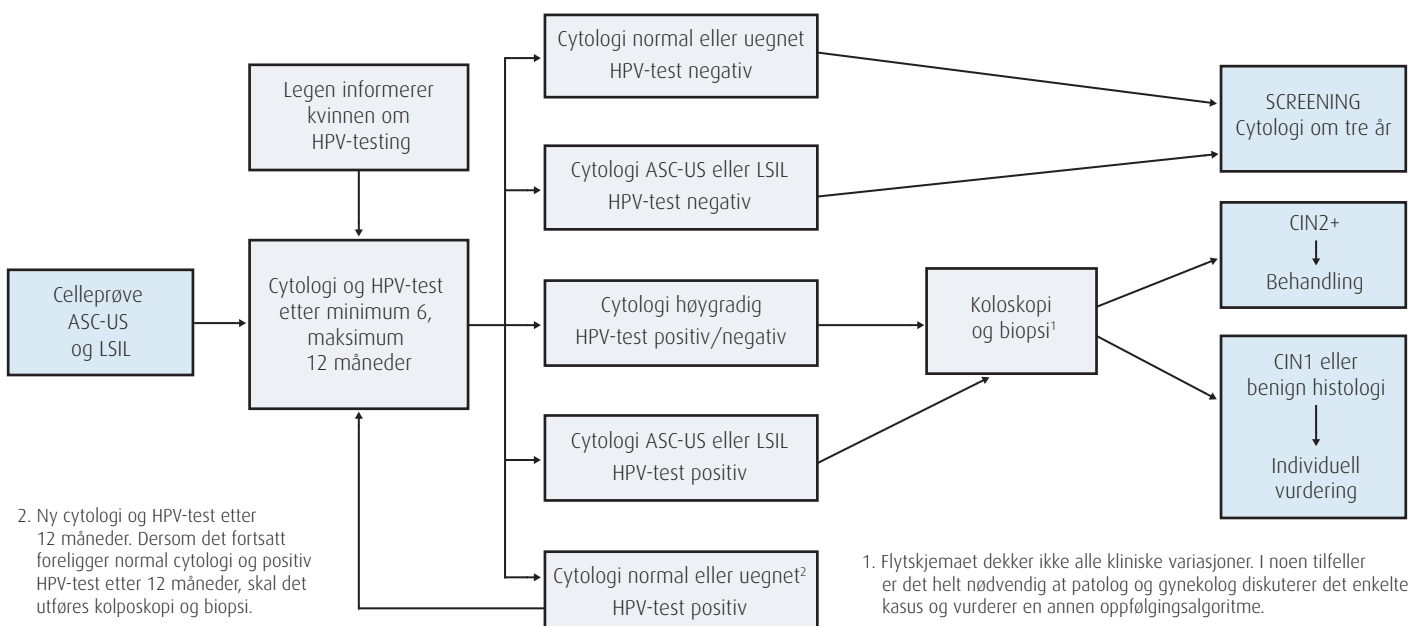 Celleprøve
ASC-US
og LSIL
Legen informerer
kvinnen om
HPV-testing
Cytologi og HPV-test
etter minimum 6,
maksimum
12 måneder
Cytologi normal eller uegnet
HPV-test negativ
Cytologi ASC-US eller LSIL
HPV-test negativ
Cytologi høygradig
HPV-test positiv/negativ
Cytologi ASC-US eller LSIL
HPV-test positiv
Cytologi normal eller uegnet²
HPV-test positiv
Koloskopi
og biopsi¹
SCREENING
Cytologi om tre år
CIN2+
Behandling
CIN1 eller
benign histologi
Individuell
vurdering
2. Ny cytologi og HPV-test etter
12 måneder. Dersom det fortsatt
foreligger normal cytologi og positiv
HPV-test etter 12 måneder, skal det
utføres kolposkopi og biopsi.
1. Flytskjemaet dekker ikke alle kliniske variasjoner. I noen tilfeller
er det helt nødvendig at patolog og gynekolog diskuterer det enkelte
kasus og vurderer en annen oppfølgingsalgoritme.